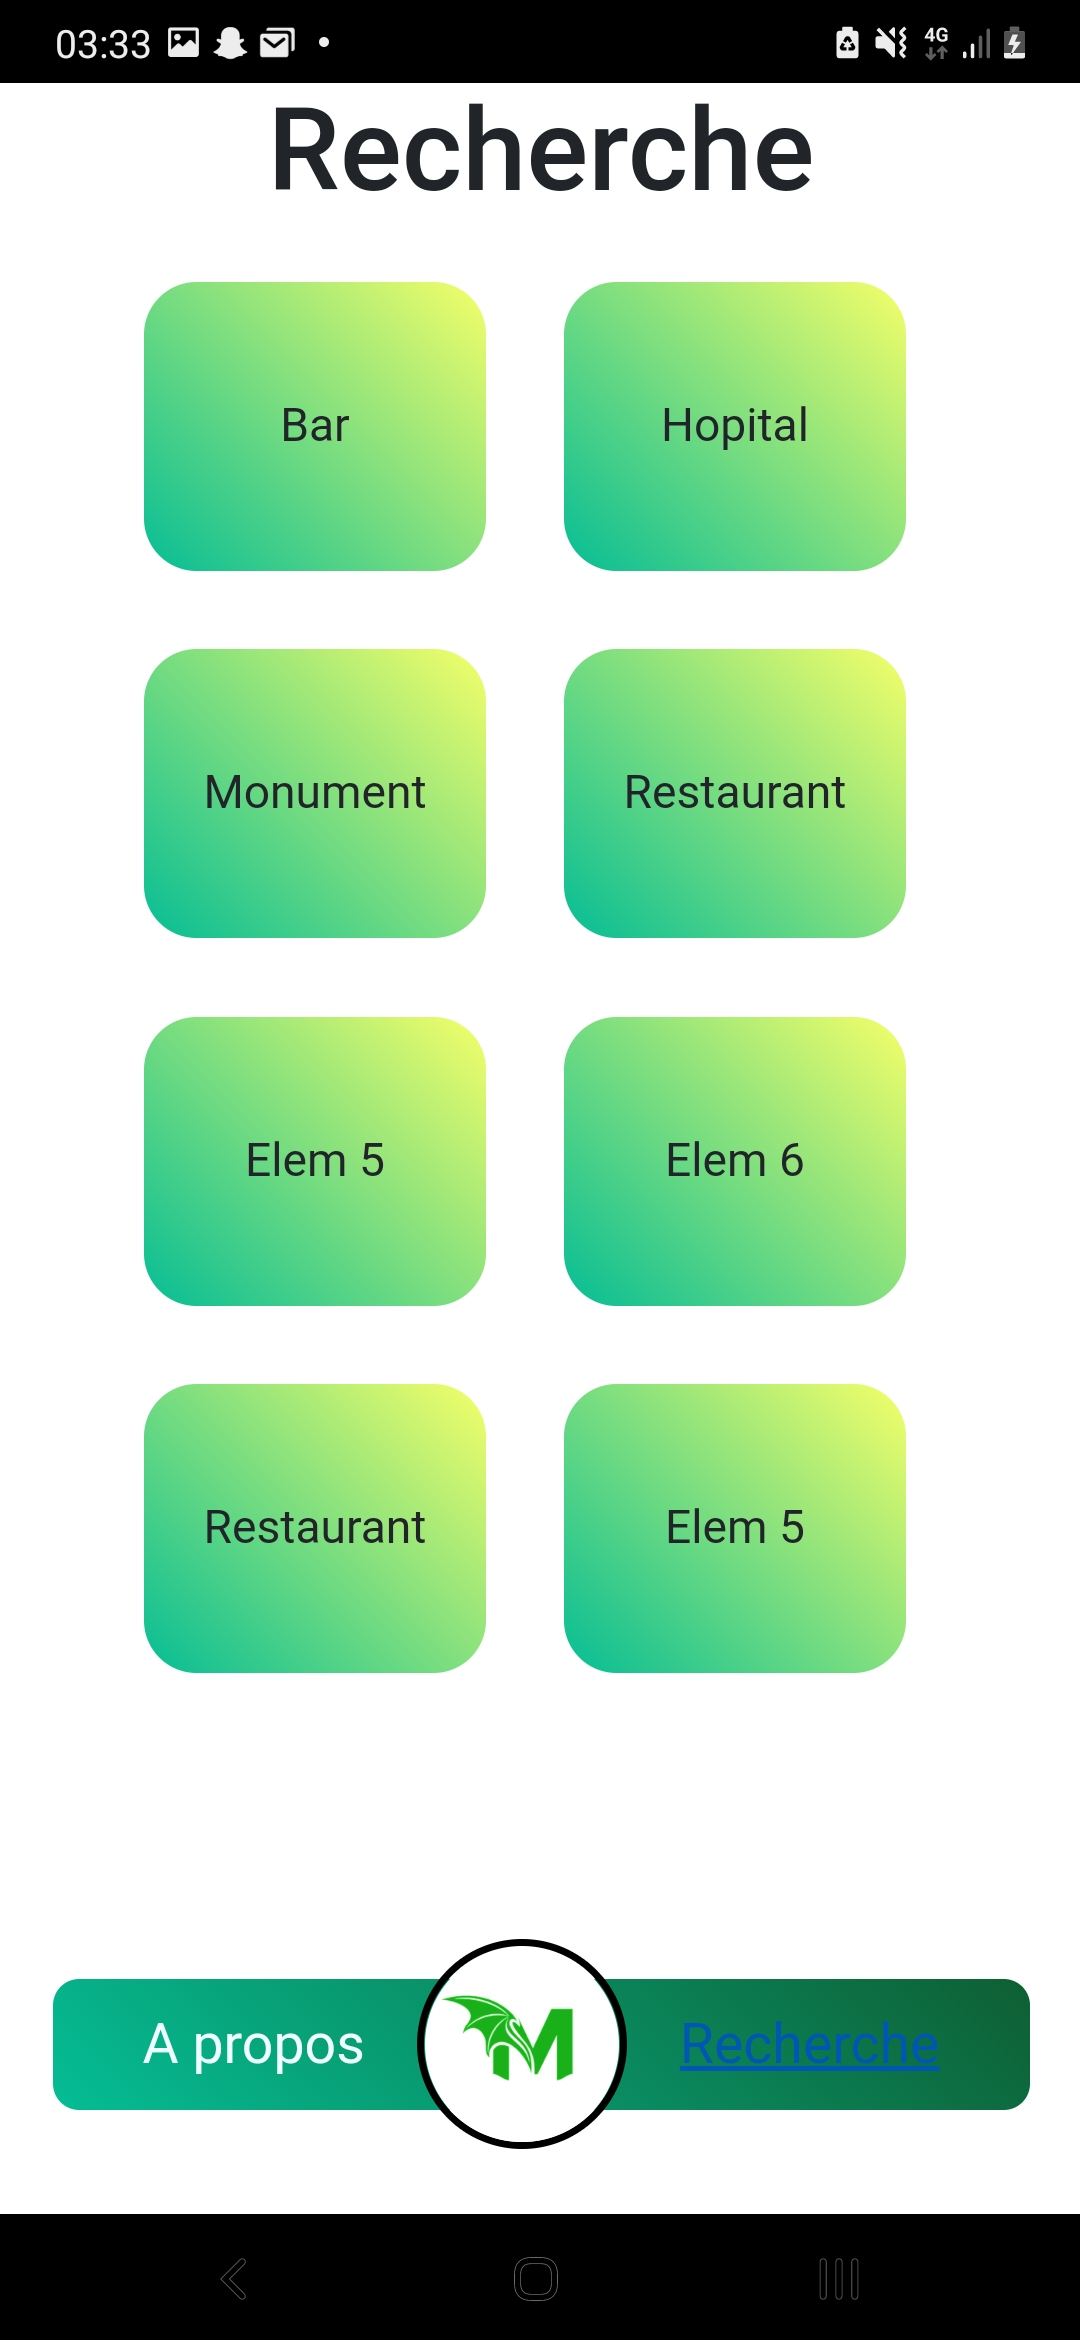 03:33
4G
Recherche
Bar
Hopital
Monument
Restaurant
Elem 5
Elem 6
Restaurant
Elem 5
A propos
M
Recherche